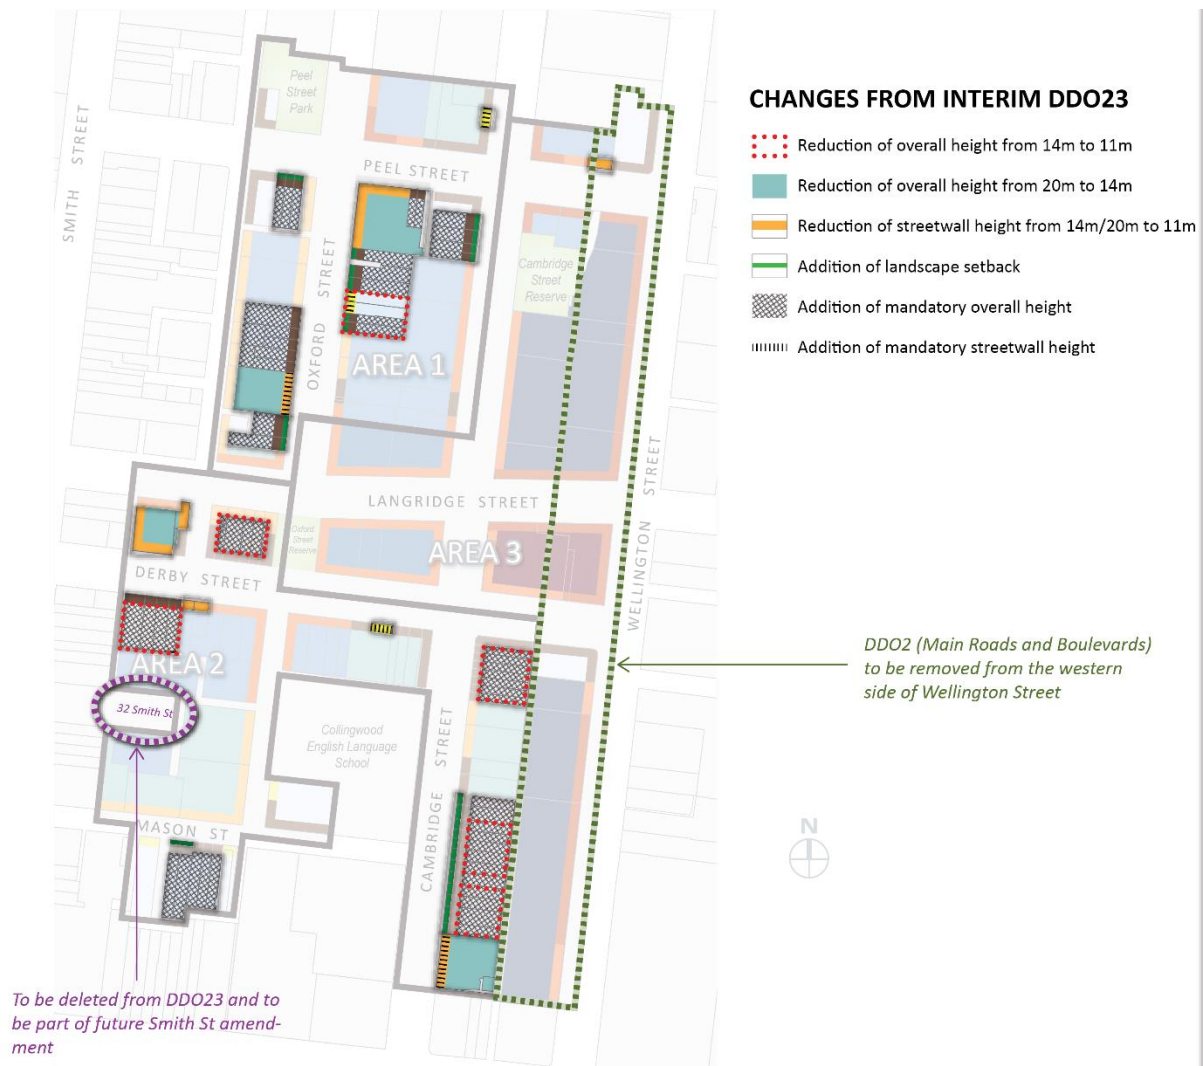 CHANGES FROM INTERIM DDO23
Reduction of overall height from 14m to 11m
Reduction of overall height from 20m to 14m
Reduction of streetwall height from 14m/20m to 11m
Addition of landscape setback
Addition of mandatory overall height
Addition of mandatory streetwall height
Peel
Street
Park
SMITH STREET
PEEL STREET
OXFORD STREET
Cambridge
Street
Reserve
AREA 1
LANGRIDGE STREET
Oxford
Street
Reserve
AREA 3
WELLINGTON STREET
DERBY STREET
AREA 2
32 Smith St
Collingwood
English Language
School
CAMBRIDGE STREET
MASON ST
DDO2 (Main Roads and Boulevards)
to be removed from the western
side of Wellington Street
N
To be deleted from DDO23 and to
be part of future Smith St amend-
ment